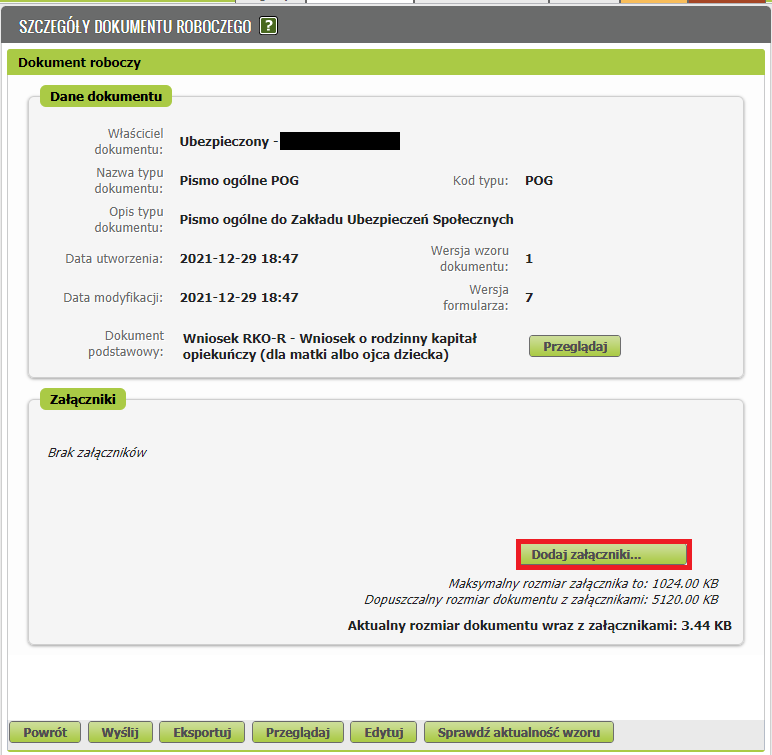 SZCZEGÓŁY DOKUMENTU ROBOCZEGO ?
Dokument roboczy
Dane dokumentu
Właściciel dokumentu: Ubezpieczony -
Nazwa typu dokumentu: Pismo ogólne POG Kod typu: POG
Opis typu dokumentu: Pismo ogólne do Zakładu Ubezpieczeń Społecznych
Data utworzenia: 2021-12-29 18:47 Wersja wzoru dokumentu: 1
Data modyfikacji: 2021-12-29 18:47 Wersja formularza: 7
Dokument podstawowy: Wniosek RKO-R - Wniosek o rodzinny kapitał opiekuńczy (dla matki albo ojca dziecka) Przeglądaj
Załączniki
Brak załączników
Dodaj załączniki...
Maksymalny rozmiar załącznika to: 1024.00 KB
Dopuszczalny rozmiar dokumentu z załącznikami: 5120.00 KB
Aktualny rozmiar dokumentu wraz z załącznikami: 3.44 KB
Powrót Wyślij Eksportuj Przeglądaj Edytuj Sprawdź aktualność wzoru